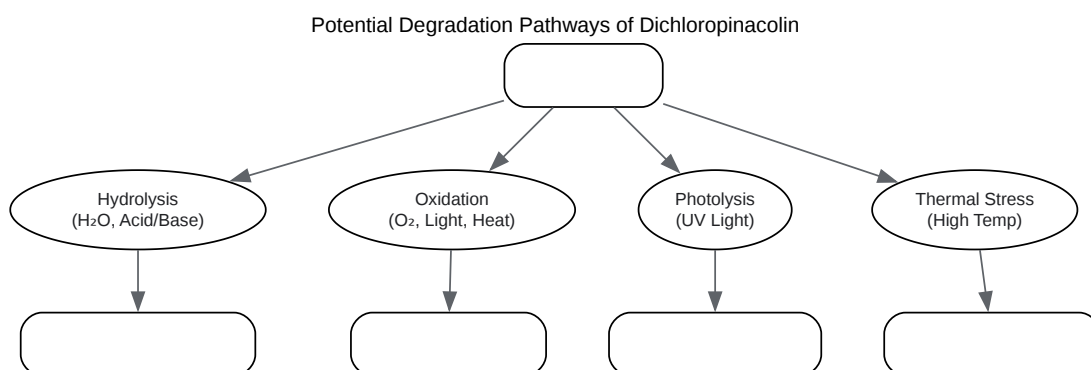 Potential Degradation Pathways of Dichloropinacolin
Hydrolysis
(H₂O, Acid/Base)
Oxidation
(O₂, Light, Heat)
Photolysis
(UV Light)
Thermal Stress
(High Temp)